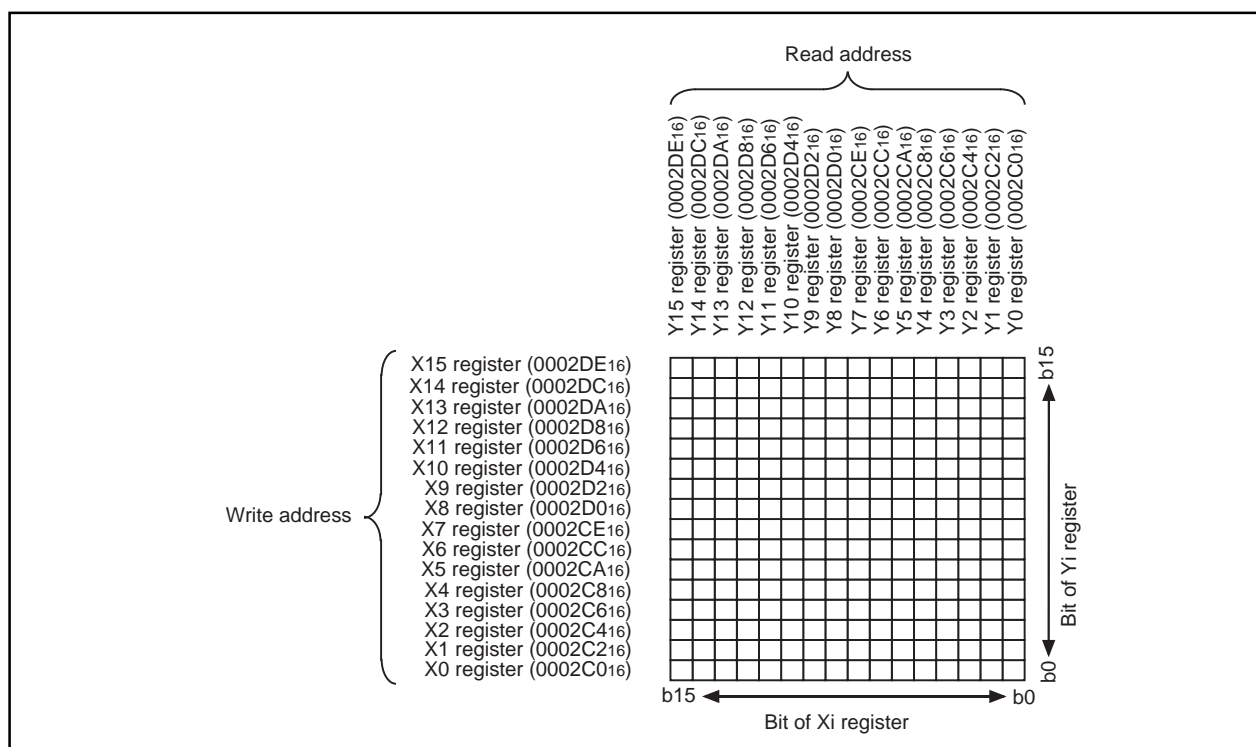 Read address
Y15 register (0002DE16)
Y14 register (0002DC16)
Y13 register (0002DA16)
Y12 register (0002D816)
Y11 register (0002D616)
Y10 register (0002D416)
Y9 register (0002D216)
Y8 register (0002D016)
Y7 register (0002CE16)
Y6 register (0002CC16)
Y5 register (0002CA16)
Y4 register (0002C816)
Y3 register (0002C616)
Y2 register (0002C416)
Y1 register (0002C216)
Y0 register (0002C016)
Write address
X15 register (0002DE16)
X14 register (0002DC16)
X13 register (0002DA16)
X12 register (0002D816)
X11 register (0002D616)
X10 register (0002D416)
X9 register (0002D216)
X8 register (0002D016)
X7 register (0002CE16)
X6 register (0002CC16)
X5 register (0002CA16)
X4 register (0002C816)
X3 register (0002C616)
X2 register (0002C416)
X1 register (0002C216)
X0 register (0002C016)
b15
Bit of Yi register
b0
b15
b0
Bit of Xi register